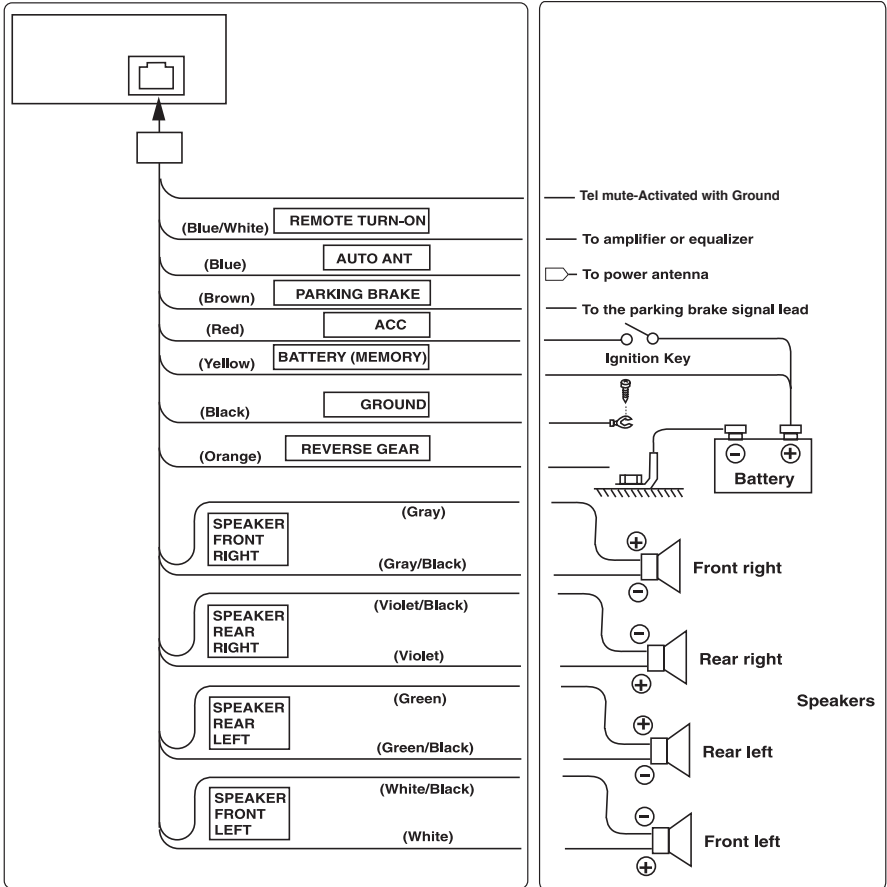 Tel mute-Activated with Ground
(Blue/White) REMOTE TURN-ON
To amplifier or equalizer
(Blue) AUTO ANT
To power antenna
(Brown) PARKING BRAKE
To the parking brake signal lead
(Red) ACC
Ignition Key
(Yellow) BATTERY (MEMORY)
(Black) GROUND
(Orange) REVERSE GEAR
Battery
SPEAKER
FRONT
RIGHT
(Gray)
(Gray/Black)
Front right
SPEAKER
REAR
RIGHT
(Violet/Black)
(Violet)
Rear right
Speakers
SPEAKER
REAR
LEFT
(Green)
(Green/Black)
Rear left
SPEAKER
FRONT
LEFT
(White/Black)
(White)
Front left